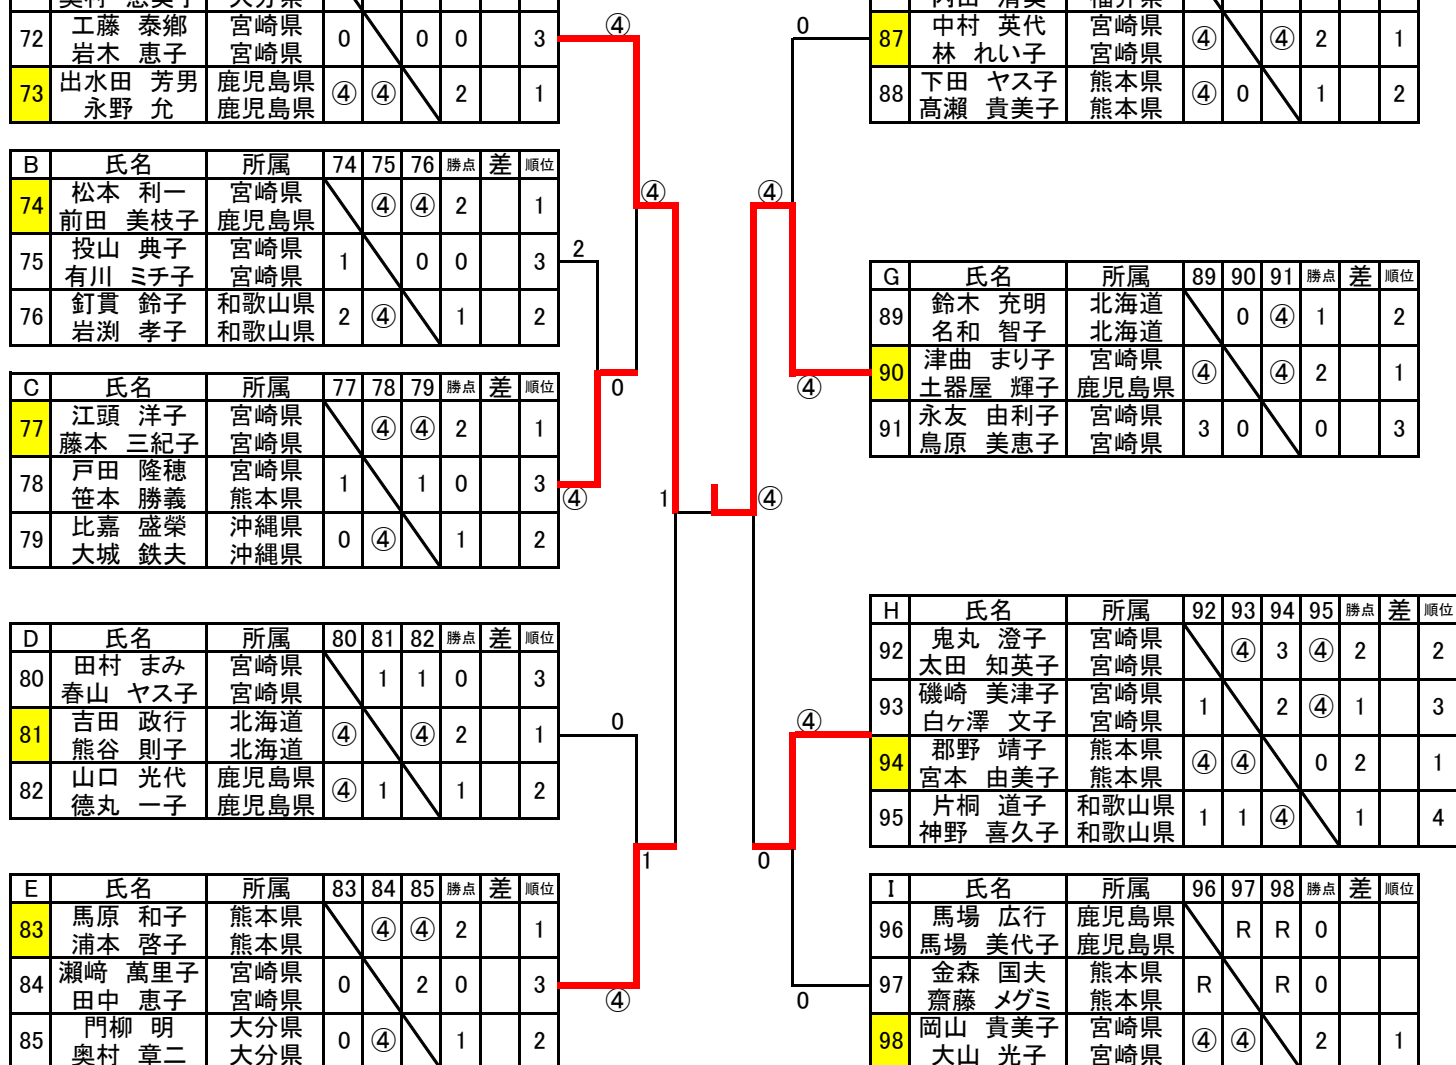 72 工藤 泰郷 宮崎県 0 0 0 3
岩木 恵子 宮崎県
73 出水田 芳男 鹿児島県 ④ ④ 2 1
永野 允 鹿児島県
B 氏名 所属 74 75 76 勝点 差 順位
74 松本 利一 宮崎県 ④ ④ 2 1
前田 美枝子 鹿児島県
75 投山 典子 宮崎県 1 0 0 3
有川 ミチ子 宮崎県
76 釘貫 鈴子 和歌山県 2 ④ 1 2
岩渕 孝子 和歌山県
C 氏名 所属 77 78 79 勝点 差 順位
77 江頭 洋子 宮崎県 ④ ④ 2 1
藤本 三紀子 宮崎県
78 戸田 隆穂 宮崎県 1 1 0 3
笹本 勝義 熊本県
79 比嘉 盛榮 沖縄県 0 ④ 1 2
大城 鉄夫 沖縄県
D 氏名 所属 80 81 82 勝点 差 順位
80 田村 まみ 宮崎県 1 1 0 3
春山 ヤス子 宮崎県
81 吉田 政行 北海道 ④ ④ 2 1
熊谷 則子 北海道
82 山口 光代 鹿児島県 ④ 1 1 2
德丸 一子 鹿児島県
E 氏名 所属 83 84 85 勝点 差 順位
83 馬原 和子 熊本県 ④ ④ 2 1
浦本 啓子 熊本県
84 瀨﨑 萬里子 宮崎県 0 2 0 3
田中 恵子 宮崎県
85 門柳 明 大分県 0 ④ 1 2
奥村 章二 大分県
④
④
2
0
④
1
0
1
④
0
④
④
④
④
0
0
87 中村 英代 宮崎県 ④ ④ 2 1
林 れい子 宮崎県
88 下田 ヤス子 熊本県 ④ 0 1 2
髙瀨 貴美子 熊本県
G 氏名 所属 89 90 91 勝点 差 順位
89 鈴木 充明 北海道 0 ④ 1 2
名和 智子 北海道
90 津曲 まり子 宮崎県 ④ ④ 2 1
土器屋 輝子 鹿児島県
91 永友 由利子 宮崎県 3 0 0 3
鳥原 美恵子 宮崎県
H 氏名 所属 92 93 94 95 勝点 差 順位
92 鬼丸 澄子 宮崎県 ④ 3 ④ 2 2
太田 知英子 宮崎県
93 磯崎 美津子 宮崎県 1 2 ④ 1 3
白ヶ澤 文子 宮崎県
94 郡野 靖子 熊本県 ④ ④ 0 2 1
宮本 由美子 熊本県
95 片桐 道子 和歌山県 1 1 ④ 1 4
神野 喜久子 和歌山県
I 氏名 所属 96 97 98 勝点 差 順位
96 馬場 広行 鹿児島県 R R 0
馬場 美代子 鹿児島県
97 金森 国夫 熊本県 R R 0
齋藤 メグミ 熊本県
98 岡山 貴美子 宮崎県 ④ ④ 2 1
大山 光子 宮崎県